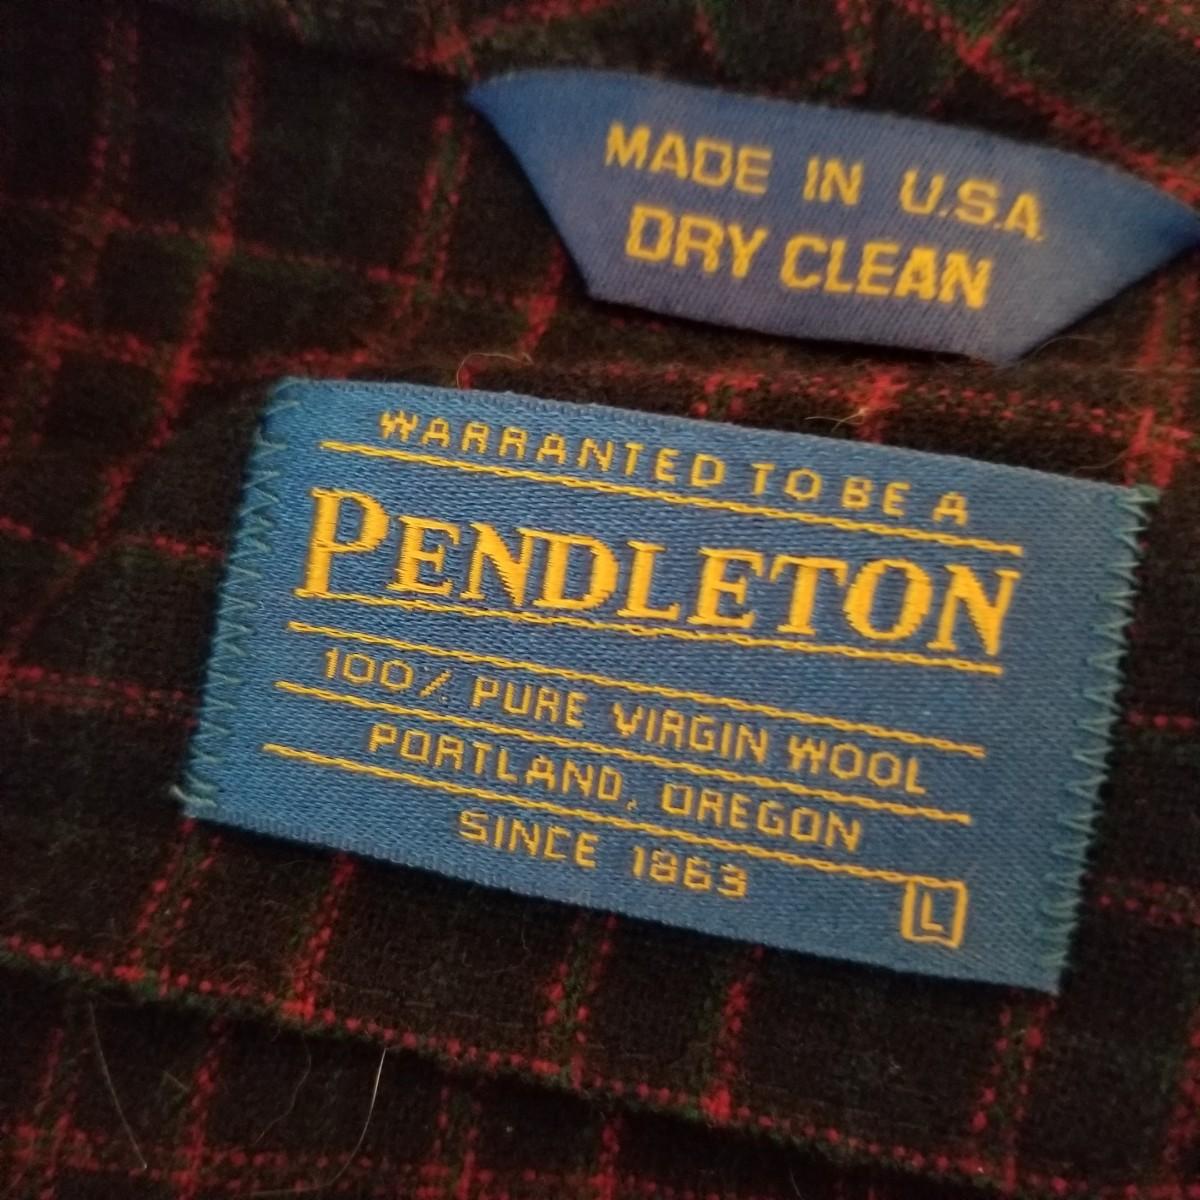 MADE IN U.S.A.
DRY CLEAN
WARRANTED TO BE A
PENDLETON
100% PURE VIRGIN WOOL
PORTLAND, OREGON
SINCE 1863
L